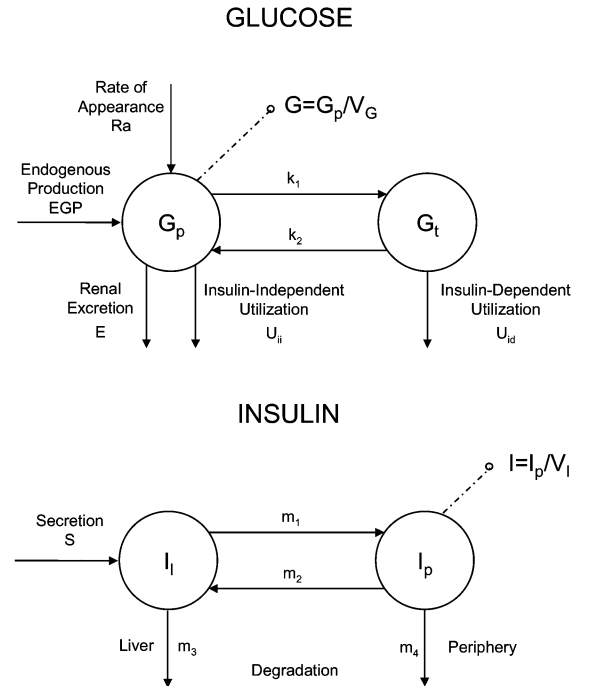 GLUCOSE
Rate of
Appearance
Ra
G=Gp/VG
Endogenous
Production
EGP
k1
Gp
Gt
k2
Renal
Excretion
E
Insulin-Independent
Utilization
Uii
Insulin-Dependent
Utilization
Uid
INSULIN
I=Ip/VI
Secretion
S
m1
Il
Ip
m2
Liver
m3
m4
Periphery
Degradation